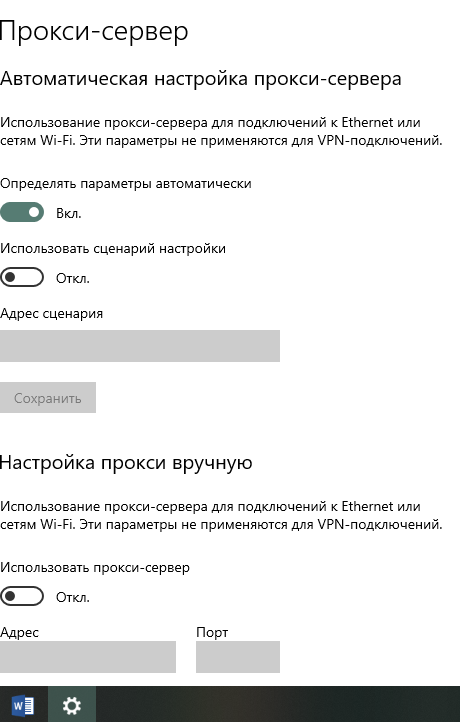 Прокси-сервер
Автоматическая настройка прокси-сервера
Использование прокси-сервера для подключений к Ethernet или
сетям Wi-Fi. Эти параметры не применяются для VPN-подключений.
Определять параметры автоматически
Вкл.
Использовать сценарий настройки
Откл.
Адрес сценария
Сохранить
Настройка прокси вручную
Использование прокси-сервера для подключений к Ethernet или
сетям Wi-Fi. Эти параметры не применяются для VPN-подключений.
Использовать прокси-сервер
Откл.
Адрес Порт
W